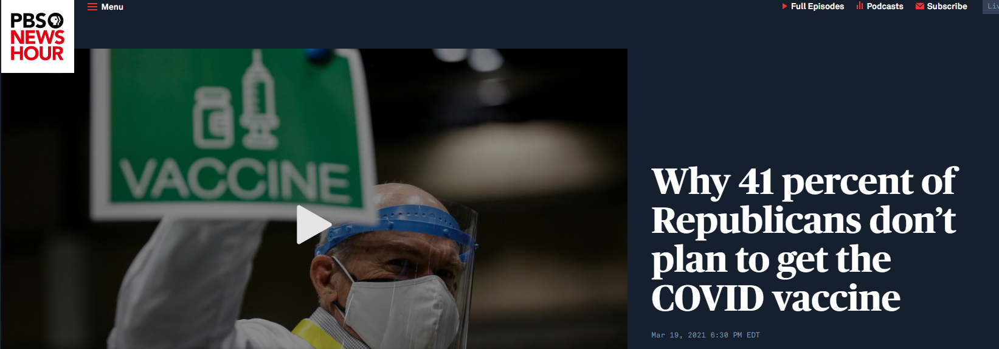 PBS
NEWS
HOUR
Menu
Full Episodes
Podcasts
Subscribe
VACCINE
Why 41 percent of
Republicans don’t
plan to get the
COVID vaccine
Mar 19, 2021 6:30 PM EDT